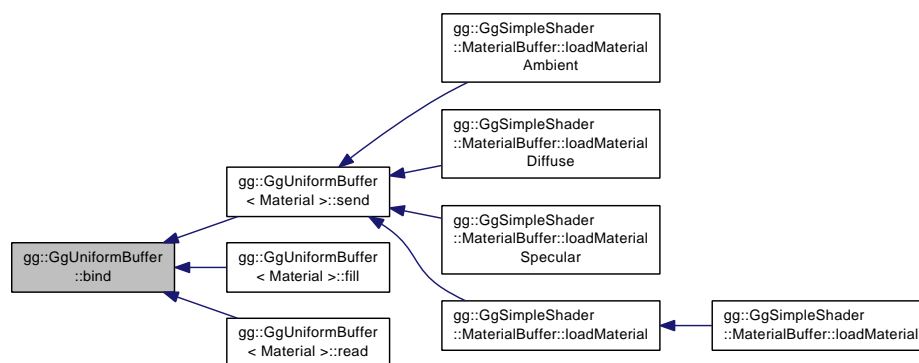 gg::GgSimpleShader
::MaterialBuffer::loadMaterial
Ambient
gg::GgSimpleShader
::MaterialBuffer::loadMaterial
Diffuse
gg::GgUniformBuffer
< Material >::send
gg::GgSimpleShader
::MaterialBuffer::loadMaterial
Specular
gg::GgUniformBuffer
::bind
gg::GgUniformBuffer
< Material >::fill
gg::GgSimpleShader
::MaterialBuffer::loadMaterial
gg::GgSimpleShader
::MaterialBuffer::loadMaterial
gg::GgUniformBuffer
< Material >::read